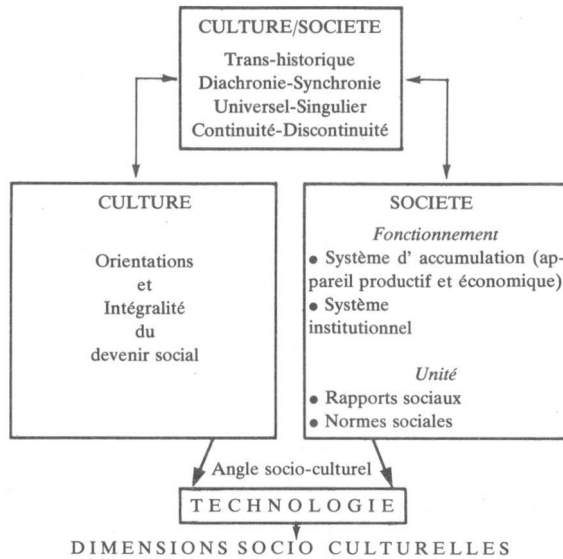 CULTURE/SOCIETE
Trans-historique
Diachronie-Synchronie
Universel-Singulier
Continuité-Discontinuité
CULTURE
Orientations
et
Intégralité
du
devenir social
SOCIETE
Fonctionnement
● Système d' accumulation (ap-
pareil productif et économique)
● Système
institutionnel
Unité
● Rapports sociaux
● Normes sociales
Angle socio-culturel
TECHNOLOGIE
DIMENSIONS SOCIO CULTURELLES